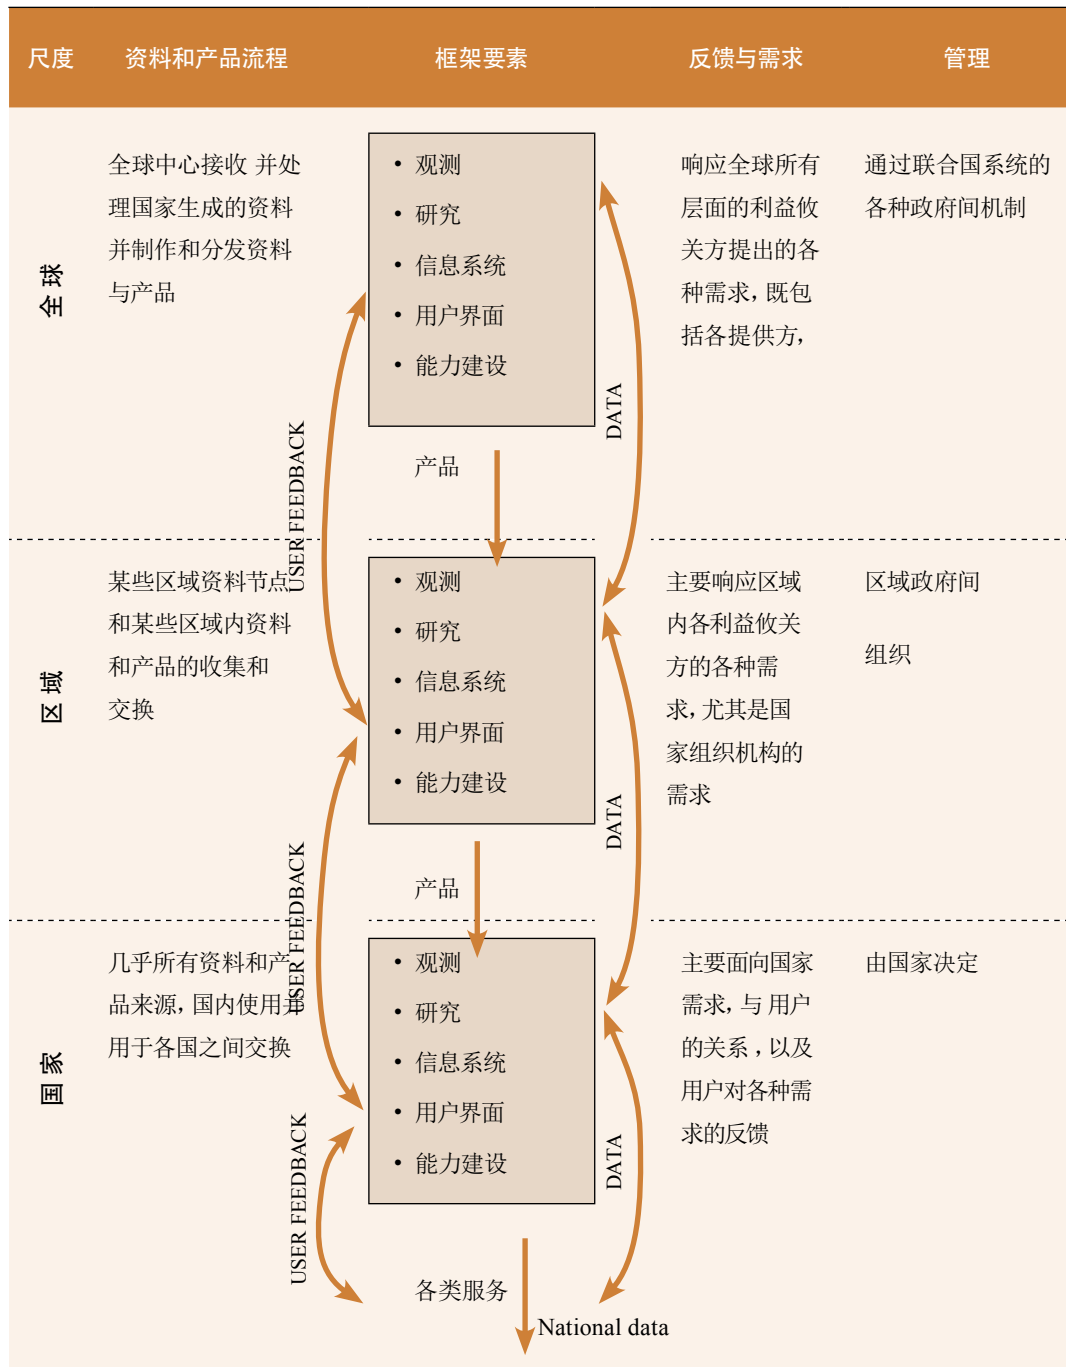 尺度 资料和产品流程 框架要素 反馈与需求 管理
全球
全球中心接收 并处
理国家生成的资料
并制作和分发资料
与产品
• 观测
• 研究
• 信息系统
• 用户界面
• 能力建设
响应全球所有
层面的利益攸
关方提出的各
种需求，既包
括各提供方，
通过联合国系统的
各种政府间机制
USER FEEDBACK
DATA
产品
区域
某些区域资料节点
和某些区域内资料
和产品的收集和
交换
• 观测
• 研究
• 信息系统
• 用户界面
• 能力建设
主要响应区域
内各利益攸关
方的各种需
求，尤其是国
家组织机构的
需求
区域政府间
组织
USER FEEDBACK
DATA
产品
国家
几乎所有资料和产
品来源，国内使用并
用于各国之间交换
• 观测
• 研究
• 信息系统
• 用户界面
• 能力建设
主要面向国家
需求，与 用户
的关系，以及
用户对各种需
求的反馈
由国家决定
USER FEEDBACK
DATA
各类服务
National data